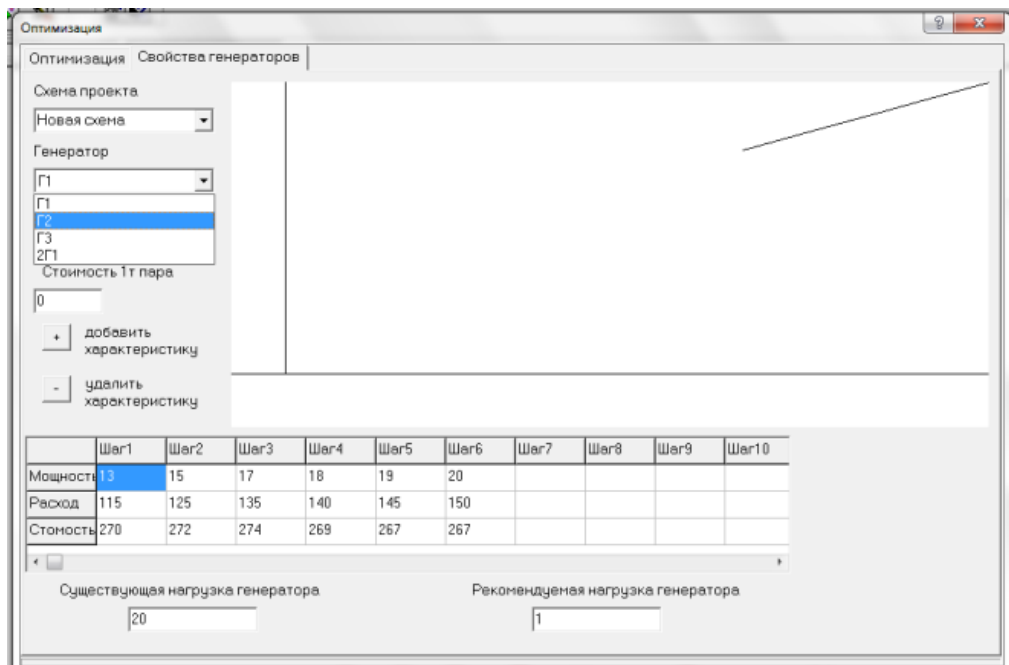 Оптимизация
Оптимизация Свойства генераторов
Схема проекта
Новая схема
Генератор
Г1
Г1
Г2
Г3
2Г1
Стоимость 1т пара
0
+ добавить
характеристику
- удалить
характеристику
Шаг1 Шаг2 Шаг3 Шаг4 Шаг5 Шаг6 Шаг7 Шаг8 Шаг9 Шаг10
Мощность 13 15 17 18 19 20
Расход 115 125 135 140 145 150
Стомость 270 272 274 269 267 267
Существующая нагрузка генератора Рекомендуемая нагрузка генератора
20 1